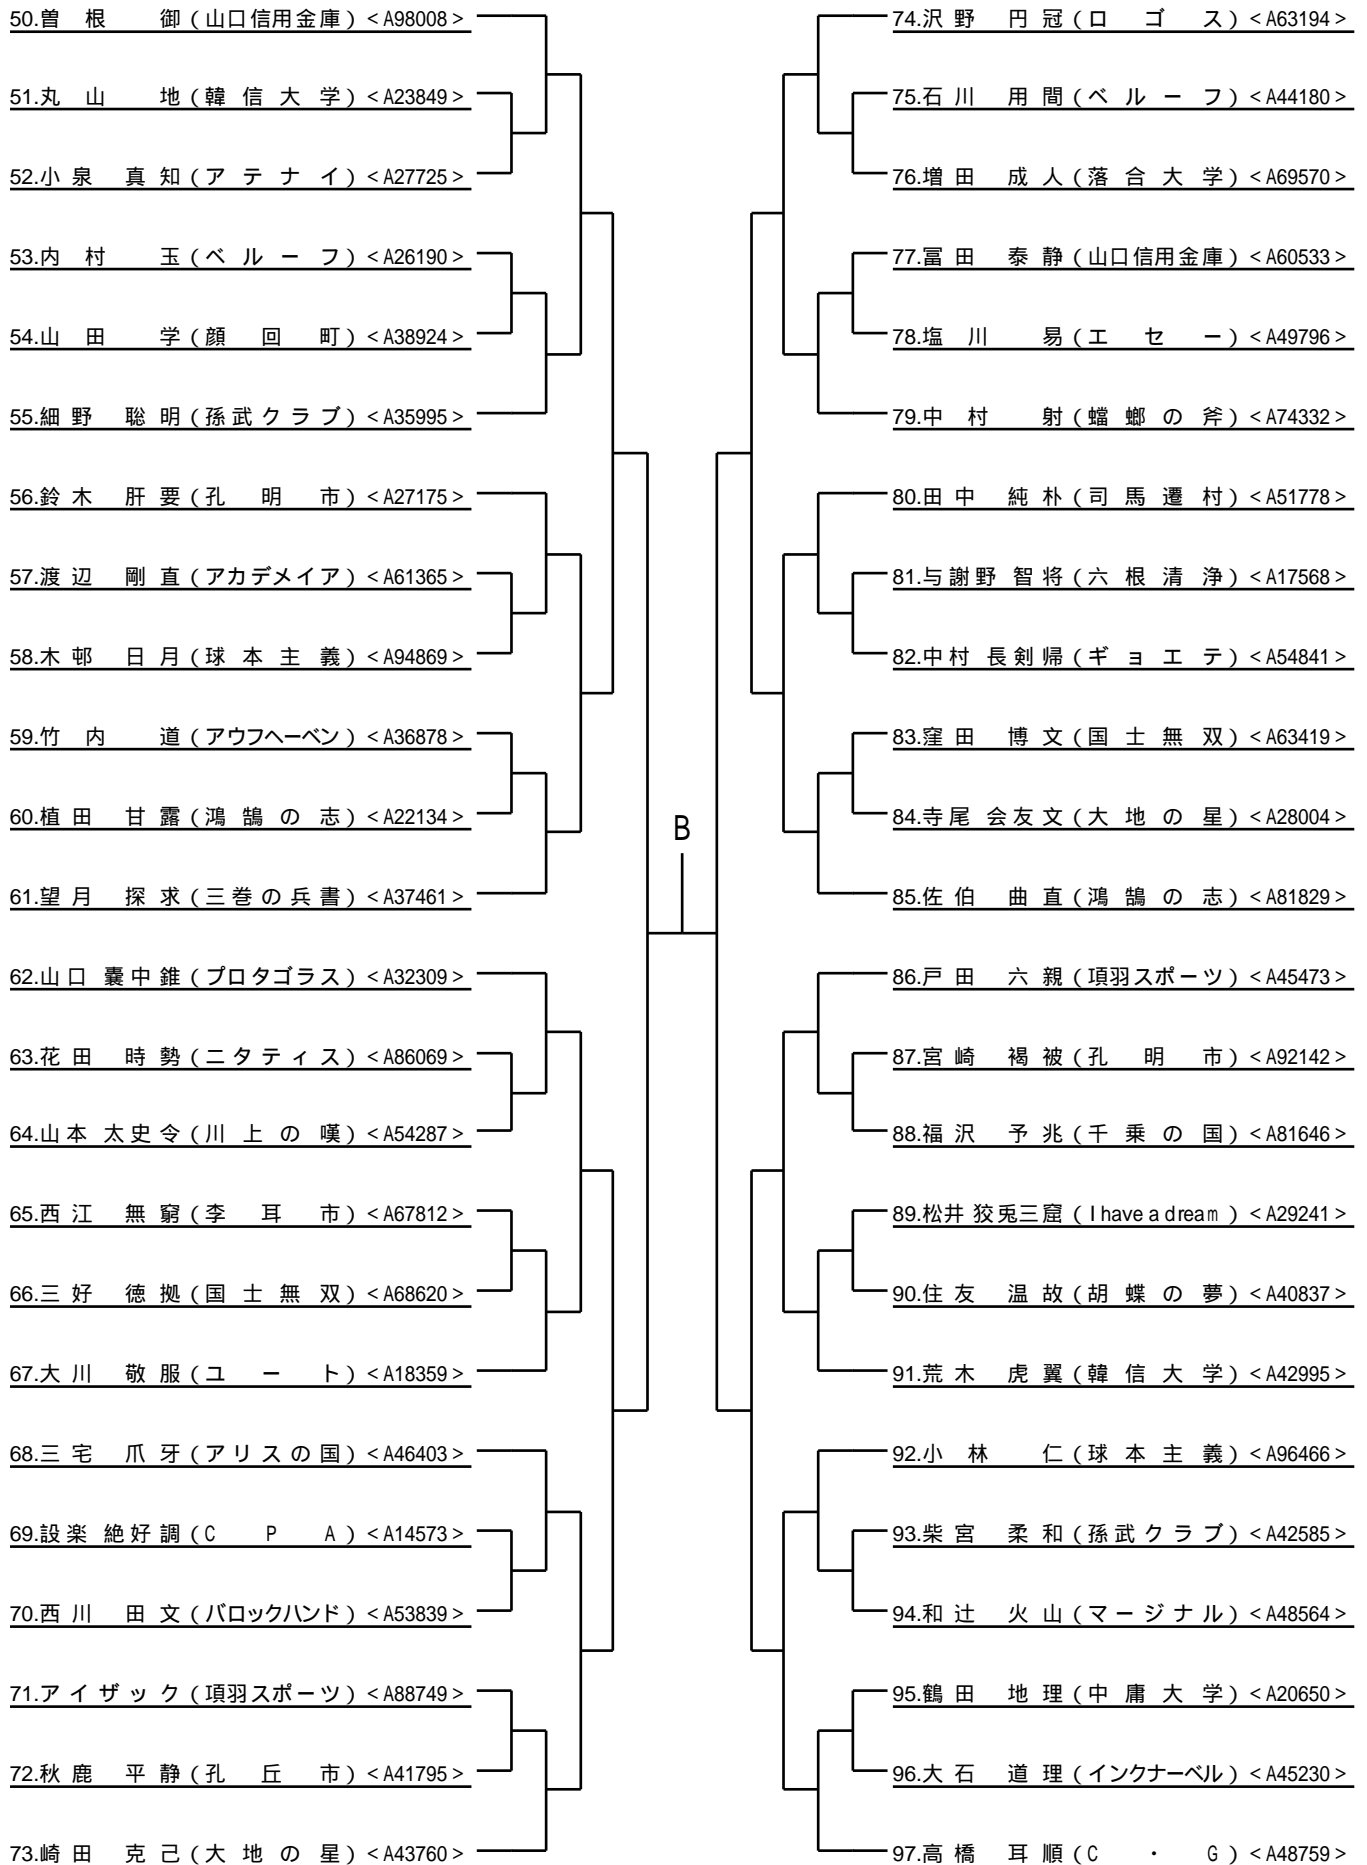 50.曽根 御(山口信用金庫)<A98008>
51.丸山 地(韓信大学)<A23849>
52.小泉 真知(アテナイ)<A27725>
53.内村 玉(ベルーフ)<A26190>
54.山田 学(顔回町)<A38924>
55.細野 聡明(孫武クラブ)<A35995>
56.鈴木 肝要(孔明市)<A27175>
57.渡辺 剛直(アカデメイア)<A61365>
58.木邨 日月(球本主義)<A94869>
59.竹内 道(アウフヘーベン)<A36878>
60.植田 甘露(鴻鵠の志)<A22134>
61.望月 探求(三巻の兵書)<A37461>
62.山口 嚢中錐(プロタゴラス)<A32309>
63.花田 時勢(ニタティス)<A86069>
64.山本 太史令(川上の嘆)<A54287>
65.西江 無窮(李耳市)<A67812>
66.三好 徳拠(国士無双)<A68620>
67.大川 敬服(ユート)<A18359>
68.三宅 爪牙(アリスの国)<A46403>
69.設楽 絶好調(CPA)<A14573>
70.西川 田文(バロックハンド)<A53839>
71.アイザック(項羽スポーツ)<A88749>
72.秋鹿 平静(孔丘市)<A41795>
73.崎田 克己(大地の星)<A43760>
B
74.沢野 円冠(ロゴス)<A63194>
75.石川 用間(ベルーフ)<A44180>
76.増田 成人(落合大学)<A69570>
77.冨田 泰静(山口信用金庫)<A60533>
78.塩川 易(エセー)<A49796>
79.中村 射(蟷螂の斧)<A74332>
80.田中 純朴(司馬遷村)<A51778>
81.与謝野 智将(六根清浄)<A17568>
82.中村 長剣帰(ギョエテ)<A54841>
83.窪田 博文(国士無双)<A63419>
84.寺尾 会友文(大地の星)<A28004>
85.佐伯 曲直(鴻鵠の志)<A81829>
86.戸田 六親(項羽スポーツ)<A45473>
87.宮崎 褐被(孔明市)<A92142>
88.福沢 予兆(千乗の国)<A81646>
89.松井 狡兎三窟(I have a dream)<A29241>
90.住友 温故(胡蝶の夢)<A40837>
91.荒木 虎翼(韓信大学)<A42995>
92.小林 仁(球本主義)<A96466>
93.柴宮 柔和(孫武クラブ)<A42585>
94.和辻 火山(マージナル)<A48564>
95.鶴田 地理(中庸大学)<A20650>
96.大石 道理(インクナーベル)<A45230>
97.高橋 耳順(C・G)<A48759>